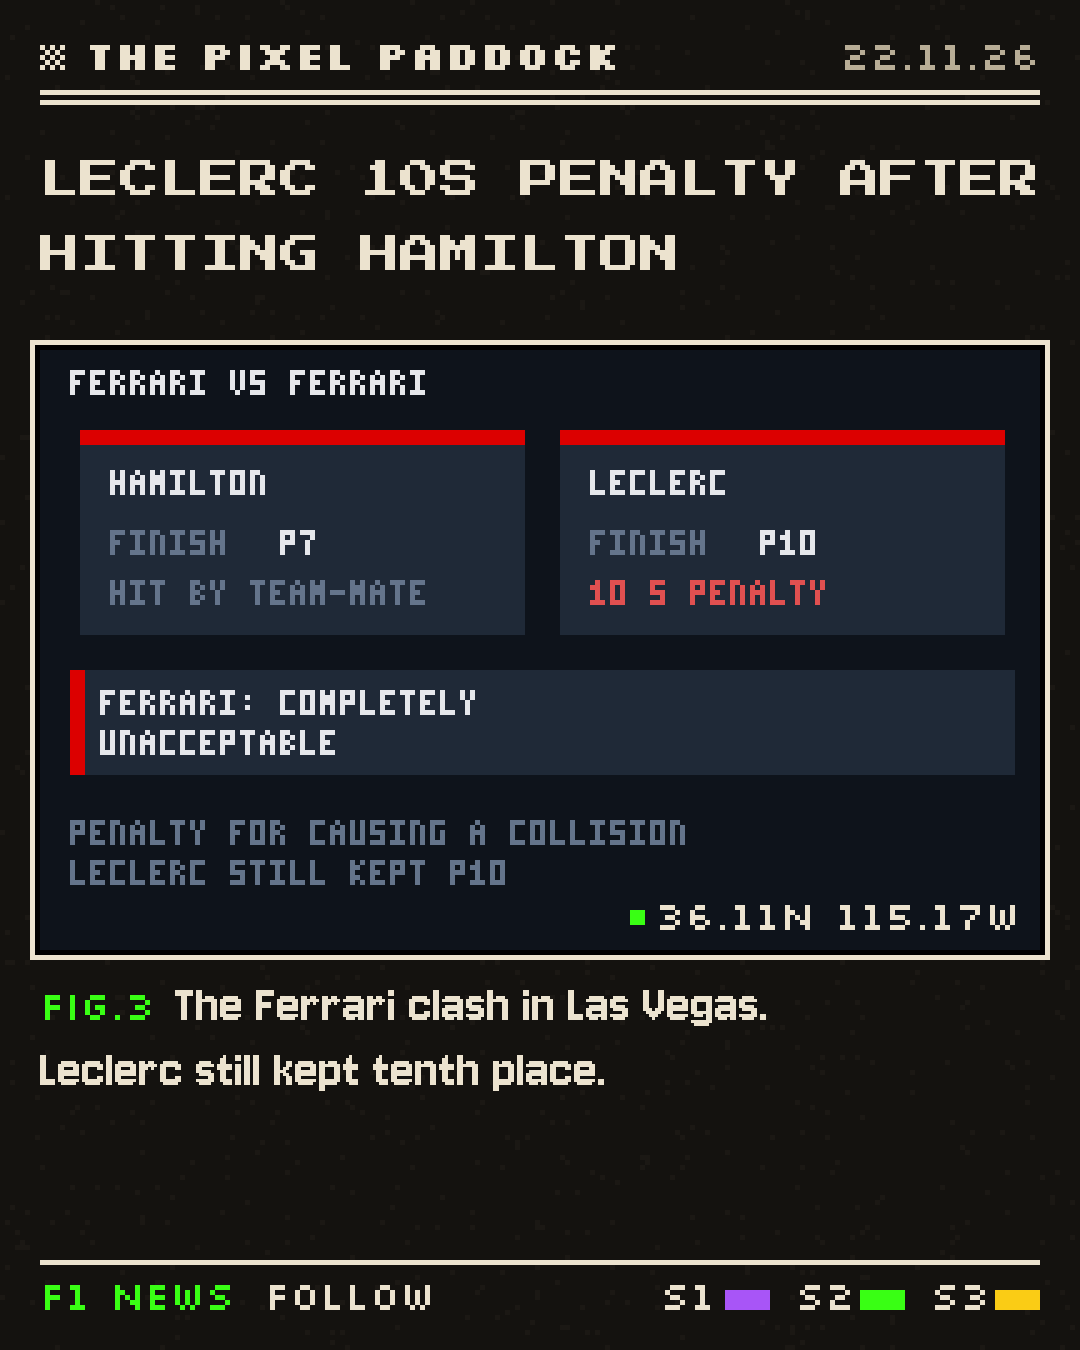 THE PIXEL PADDOCK
22.11.26
LECLERC 10S PENALTY AFTER
HITTING HAMILTON
FERRARI VS FERRARI
HAMILTON
FINISH P7
HIT BY TEAM-MATE
LECLERC
FINISH P10
10 S PENALTY
FERRARI: COMPLETELY
UNACCEPTABLE
PENALTY FOR CAUSING A COLLISION
LECLERC STILL KEPT P10
36.11N 115.17W
FIG.3 The Ferrari clash in Las Vegas.
Leclerc still kept tenth place.
F1 NEWS FOLLOW
S1 S2 S3